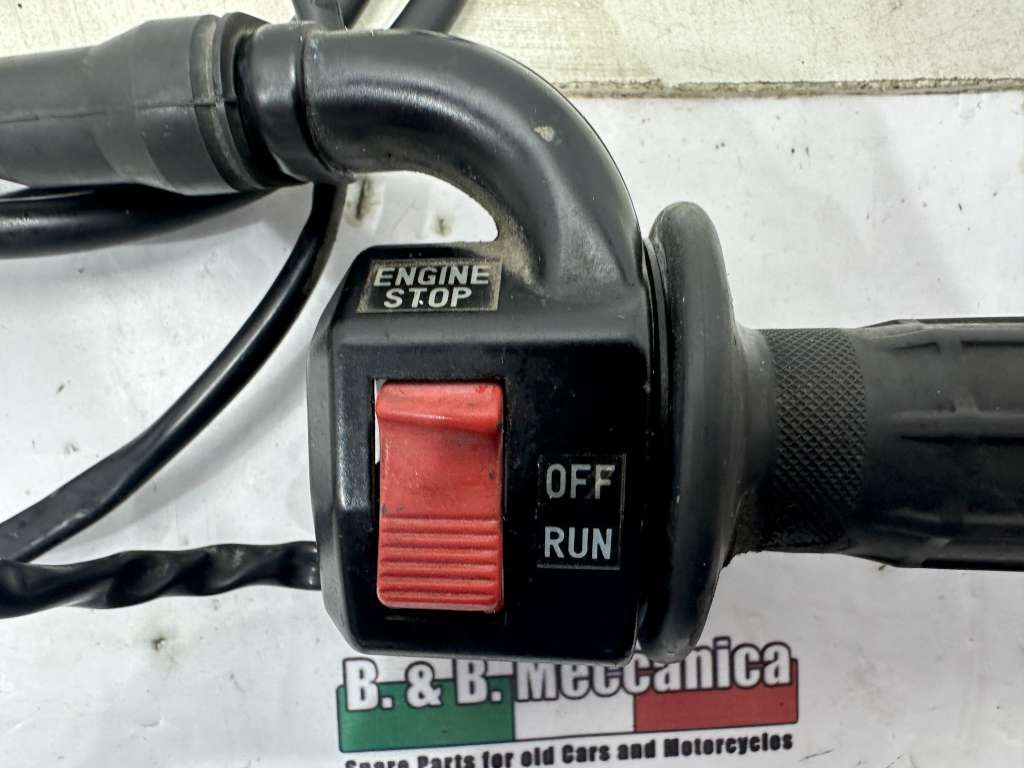 ENGINE
STOP
OFF
RUN
B. & B. Meccanica
Spare Parts for old Cars and Motorcycles